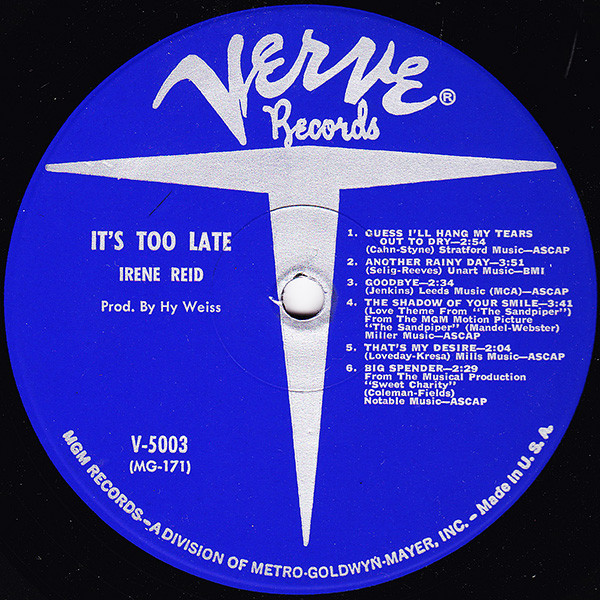 VERVE ®
Records
IT'S TOO LATE
IRENE REID
Prod. By Hy Weiss
1. GUESS I'LL HANG MY TEARS
OUT TO DRY—2:54
(Cahn-Styne) Stratford Music—ASCAP
2. ANOTHER RAINY DAY—3:51
(Selig-Reeves) Unart Music—BMI
3. GOODBYE—2:34
(Jenkins) Leeds Music (MCA)—ASCAP
4. THE SHADOW OF YOUR SMILE—3:41
(Love Theme From "The Sandpiper")
From The MGM Motion Picture
"The Sandpiper" (Mandel-Webster)
Miller Music—ASCAP
5. THAT'S MY DESIRE—2:04
(Loveday-Kresa) Mills Music—ASCAP
6. BIG SPENDER—2:29
From The Musical Production
"Sweet Charity"
(Coleman-Fields)
Notable Music—ASCAP
V-5003
(MG-171)
MGM RECORDS—A DIVISION OF METRO-GOLDWYN-MAYER, INC. – Made in U. S. A.